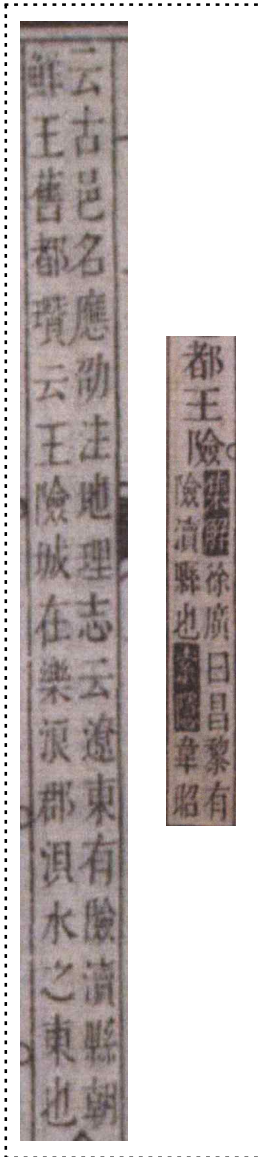 都王險
集解徐廣曰昌黎有
險瀆縣也索隱韋昭
云古邑名應劭注地理志云遼東有險瀆縣朝
鮮王舊都瓚云王險城在樂浪郡浿水之東也